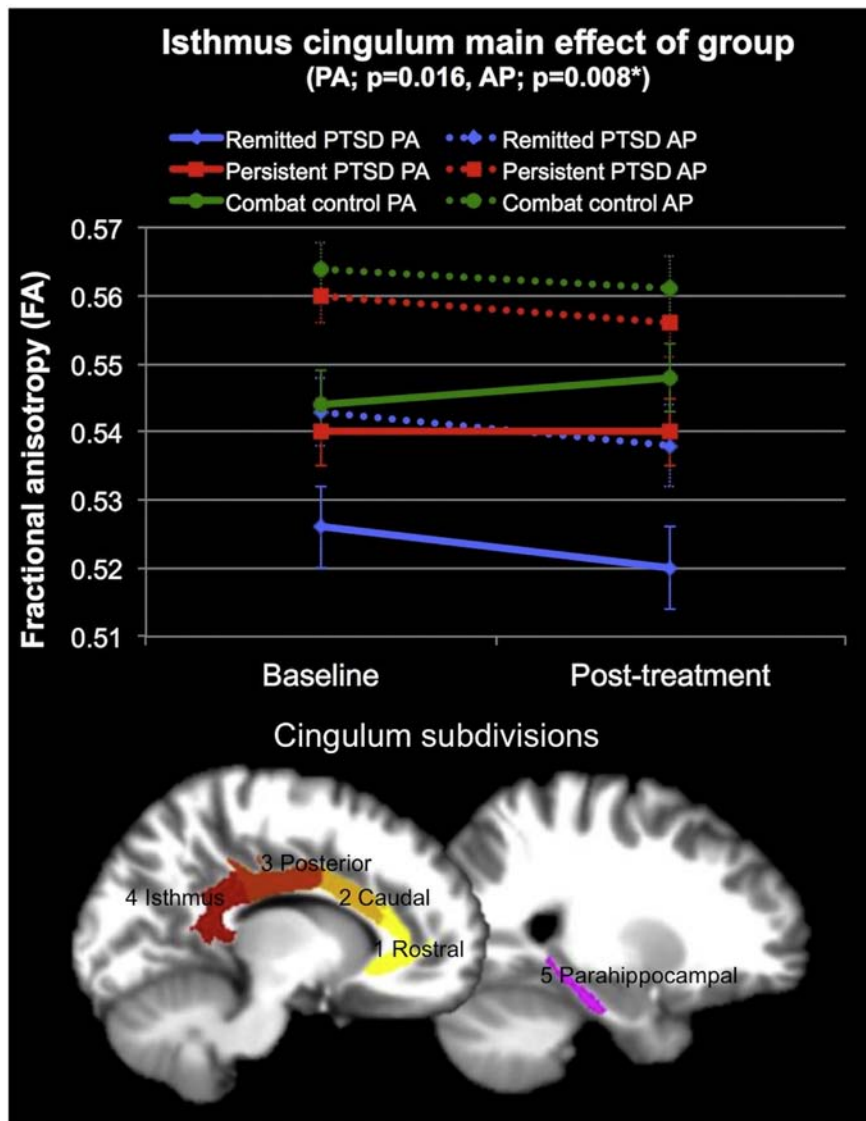 Isthmus cingulum main effect of group
(PA; p=0.016, AP; p=0.008*)
Remitted PTSD PA Remitted PTSD AP
Persistent PTSD PA Persistent PTSD AP
Combat control PA Combat control AP
Fractional anisotropy (FA)
0.57
0.56
0.55
0.54
0.53
0.52
0.51
Baseline Post-treatment
Cingulum subdivisions
3 Posterior
4 Isthmus
2 Caudal
1 Rostral
5 Parahippocampal